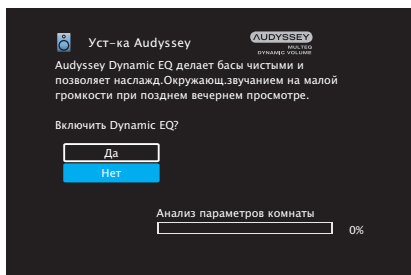 Уст-ка Audyssey
AUDYSSEY
MULTEQ
DYNAMIC VOLUME
Audyssey Dynamic EQ делает басы чистыми и
позволяет наслажд.Окружающ.звучанием на малой
громкости при позднем вечернем просмотре.
Включить Dynamic EQ?
Да
Нет
Анализ параметров комнаты
0%